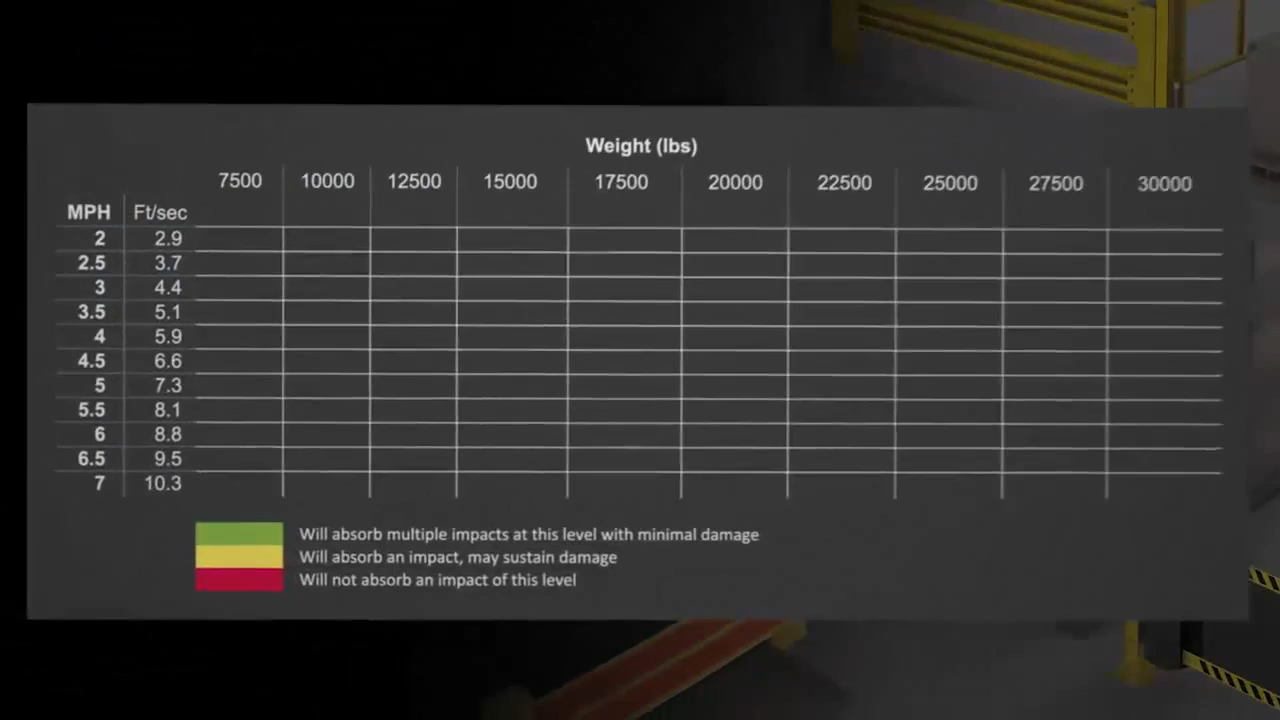 Weight (lbs)
7500 10000 12500 15000 17500 20000 22500 25000 27500 30000
MPH Ft/sec
2 2.9
2.5 3.7
3 4.4
3.5 5.1
4 5.9
4.5 6.6
5 7.3
5.5 8.1
6 8.8
6.5 9.5
7 10.3
Will absorb multiple impacts at this level with minimal damage
Will absorb an impact, may sustain damage
Will not absorb an impact of this level